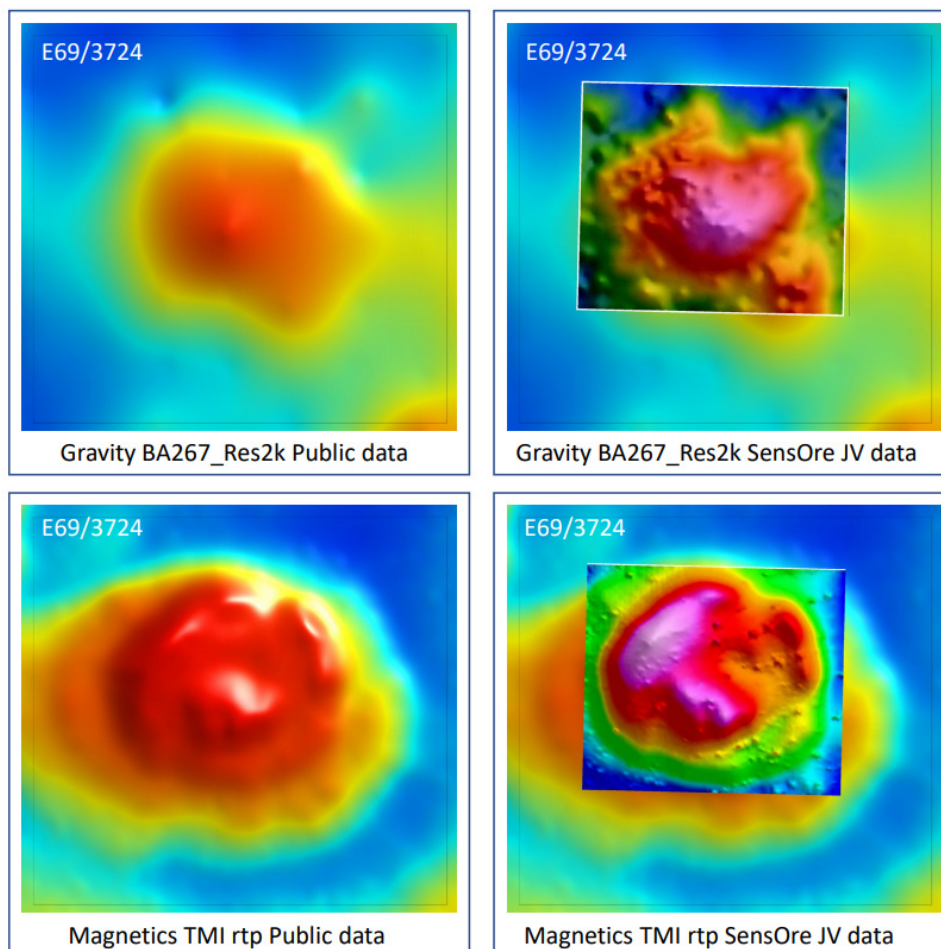 E69/3724
E69/3724
Gravity BA267_Res2k Public data
Gravity BA267_Res2k SensOre JV data
E69/3724
E69/3724
Magnetics TMI rtp Public data
Magnetics TMI rtp SensOre JV data